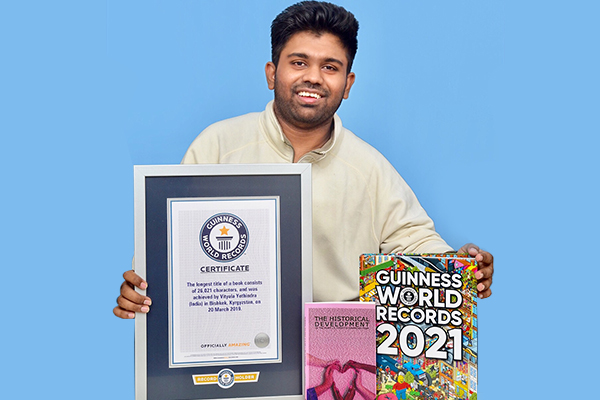 GUINNESS
WORLD
RECORDS
CERTIFICATE
The longest title of a book consists
of 26,021 characters, and was
achieved by Vityala Yethindra
(India) in Bishkek, Kyrgyzstan, on
20 March 2019.
OFFICIALLY AMAZING
RECORD HOLDER
THE HISTORICAL
DEVELOPMENT
GUINNESS
WORLD
RECORDS
2021